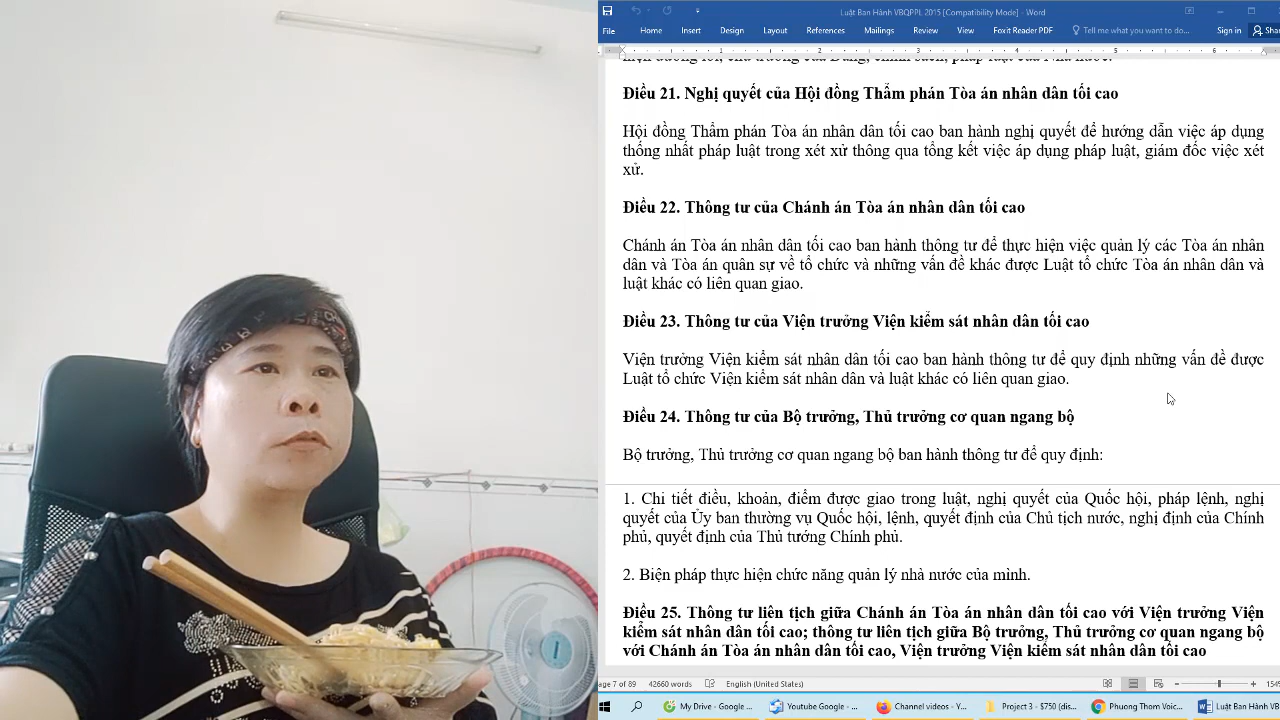 Luật Ban Hành VBQPPL 2015 [Compatibility Mode] - Word
File Home Insert Design Layout References Mailings Review View Foxit Reader PDF Tell me what you want to do... Sign in Shar
1 2 3 4 5 6
Điều 21. Nghị quyết của Hội đồng Thẩm phán Tòa án nhân dân tối cao
Hội đồng Thẩm phán Tòa án nhân dân tối cao ban hành nghị quyết để hướng dẫn việc áp dụng
thống nhất pháp luật trong xét xử thông qua tổng kết việc áp dụng pháp luật, giám đốc việc xét
xử.
Điều 22. Thông tư của Chánh án Tòa án nhân dân tối cao
Chánh án Tòa án nhân dân tối cao ban hành thông tư để thực hiện việc quản lý các Tòa án nhân
dân và Tòa án quân sự về tổ chức và những vấn đề khác được Luật tổ chức Tòa án nhân dân và
luật khác có liên quan giao.
Điều 23. Thông tư của Viện trưởng Viện kiểm sát nhân dân tối cao
Viện trưởng Viện kiểm sát nhân dân tối cao ban hành thông tư để quy định những vấn đề được
Luật tổ chức Viện kiểm sát nhân dân và luật khác có liên quan giao.
Điều 24. Thông tư của Bộ trưởng, Thủ trưởng cơ quan ngang bộ
Bộ trưởng, Thủ trưởng cơ quan ngang bộ ban hành thông tư để quy định:
1. Chi tiết điều, khoản, điểm được giao trong luật, nghị quyết của Quốc hội, pháp lệnh, nghị
quyết của Ủy ban thường vụ Quốc hội, lệnh, quyết định của Chủ tịch nước, nghị định của Chính
phủ, quyết định của Thủ tướng Chính phủ.
2. Biện pháp thực hiện chức năng quản lý nhà nước của mình.
Điều 25. Thông tư liên tịch giữa Chánh án Tòa án nhân dân tối cao với Viện trưởng Viện
kiểm sát nhân dân tối cao; thông tư liên tịch giữa Bộ trưởng, Thủ trưởng cơ quan ngang bộ
với Chánh án Tòa án nhân dân tối cao, Viện trưởng Viện kiểm sát nhân dân tối cao
age 7 of 89 42660 words English (United States)
My Drive - Google ... Youtube Google - ... Channel videos - Y... Project 3 - $750 (dis... Phuong Thom Voic... Luật Ban Hành VB